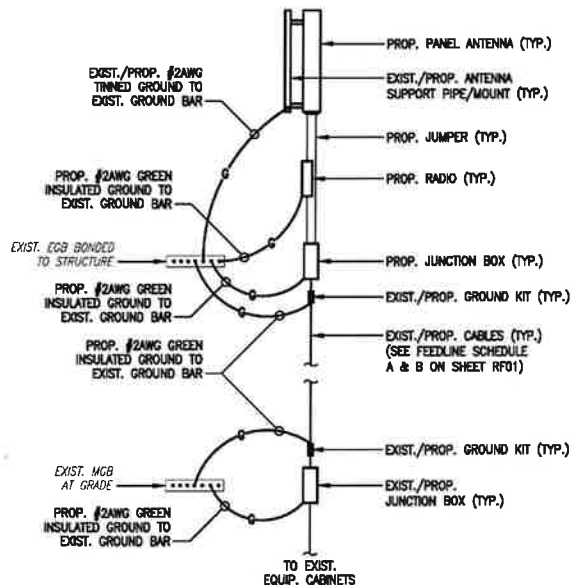 PROP. PANEL ANTENNA (TYP.)
EXIST./PROP. #2AWG
TINNED GROUND TO
EXIST. GROUND BAR
EXIST./PROP. ANTENNA
SUPPORT PIPE/MOUNT (TYP.)
PROP. JUMPER (TYP.)
PROP. #2AWG GREEN
INSULATED GROUND TO
EXIST. GROUND BAR
PROP. RADIO (TYP.)
G
G
EXIST. EGB BONDED
TO STRUCTURE
PROP. JUNCTION BOX (TYP.)
G
PROP. #2AWG GREEN
INSULATED GROUND TO
EXIST. GROUND BAR
G
EXIST./PROP. GROUND KIT (TYP.)
EXIST./PROP. CABLES (TYP.)
(SEE FEEDLINE SCHEDULE
A & B ON SHEET RF01)
PROP. #2AWG GREEN
INSULATED GROUND TO
EXIST. GROUND BAR
G
EXIST./PROP. GROUND KIT (TYP.)
EXIST. MGB
AT GRADE
EXIST./PROP.
JUNCTION BOX (TYP.)
PROP. #2AWG GREEN
INSULATED GROUND TO
EXIST. GROUND BAR
G
TO EXIST.
EQUIP. CABINETS